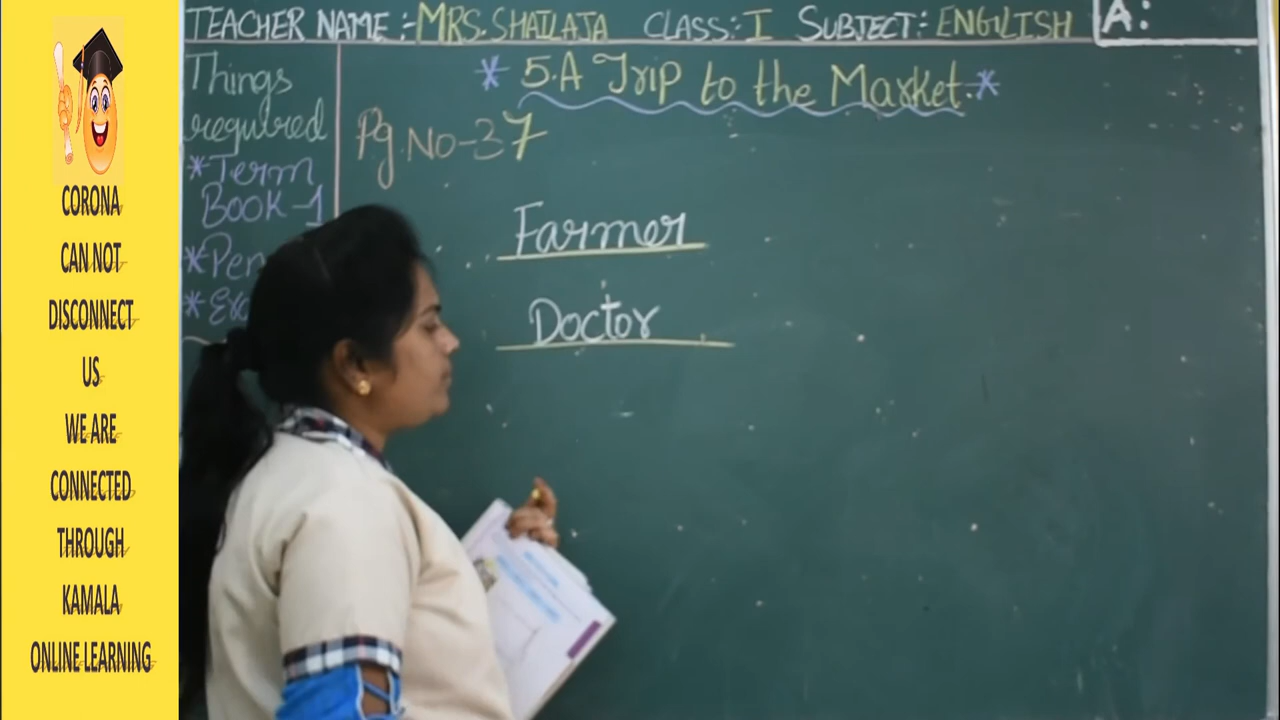 CORONA
CAN NOT
DISCONNECT
US
WE ARE
CONNECTED
THROUGH
KAMALA
ONLINE LEARNING
TEACHER NAME:- MRS.SHAILAJA CLASS:- I SUBJECT:- ENGLISH
A:
Things
required
*Term
Book-1
* 5.A Trip to the Market.*
Pg.No-37
Farmer
Doctor